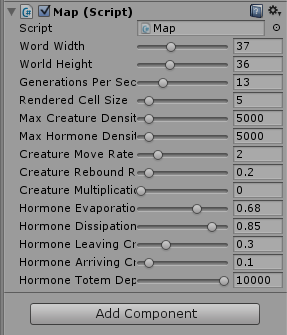 Map (Script)
Script Map
Word Width 37
World Height 36
Generations Per Sec 13
Rendered Cell Size 5
Max Creature Densit 5000
Max Hormone Densit 5000
Creature Move Rate 2
Creature Rebound R 0.2
Creature Multiplicatic 0
Hormone Evaporatio 0.68
Hormone Dissipation 0.85
Hormone Leaving Cr 0.3
Hormone Arriving Cr 0.1
Hormone Totem Dep 10000
Add Component